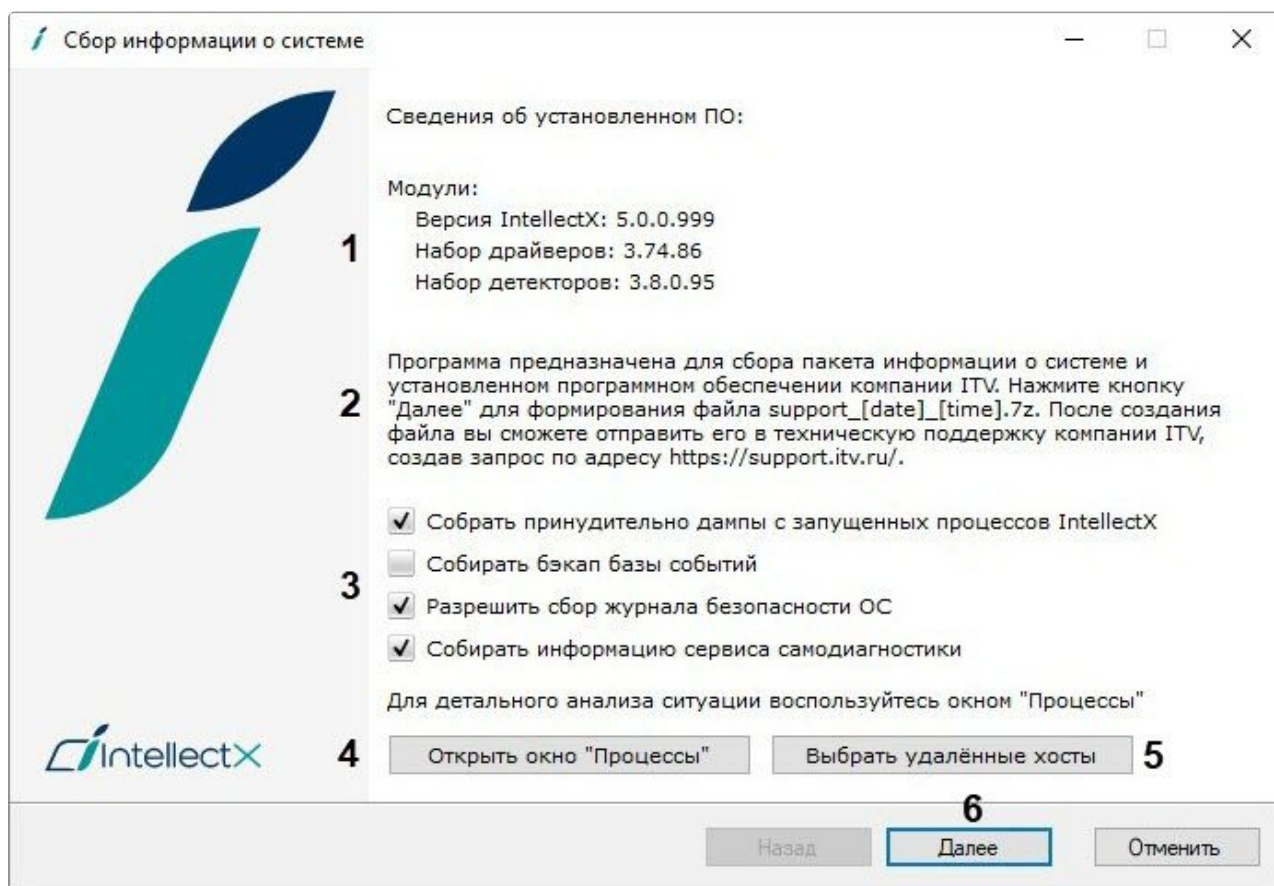 Сбор информации о системе
Сведения об установленном ПО:
Модули:
Версия IntellectX: 5.0.0.999
1
Набор драйверов: 3.74.86
Набор детекторов: 3.8.0.95
Программа предназначена для сбора пакета информации о системе и
установленном программном обеспечении компании ITV. Нажмите кнопку
2
"Далее" для формирования файла support_[date]_[time].7z. После создания
файла вы сможете отправить его в техническую поддержку компании ITV,
создав запрос по адресу https://support.itv.ru/.
Собрать принудительно дампы с запущенных процессов IntellectX
Собирать бэкап базы событий
3
Разрешить сбор журнала безопасности ОС
Собирать информацию сервиса самодиагностики
Для детального анализа ситуации воспользуйтесь окном "Процессы"
IntellectX
4
Открыть окно "Процессы"
Выбрать удалённые хосты
5
6
Назад
Далее
Отменить